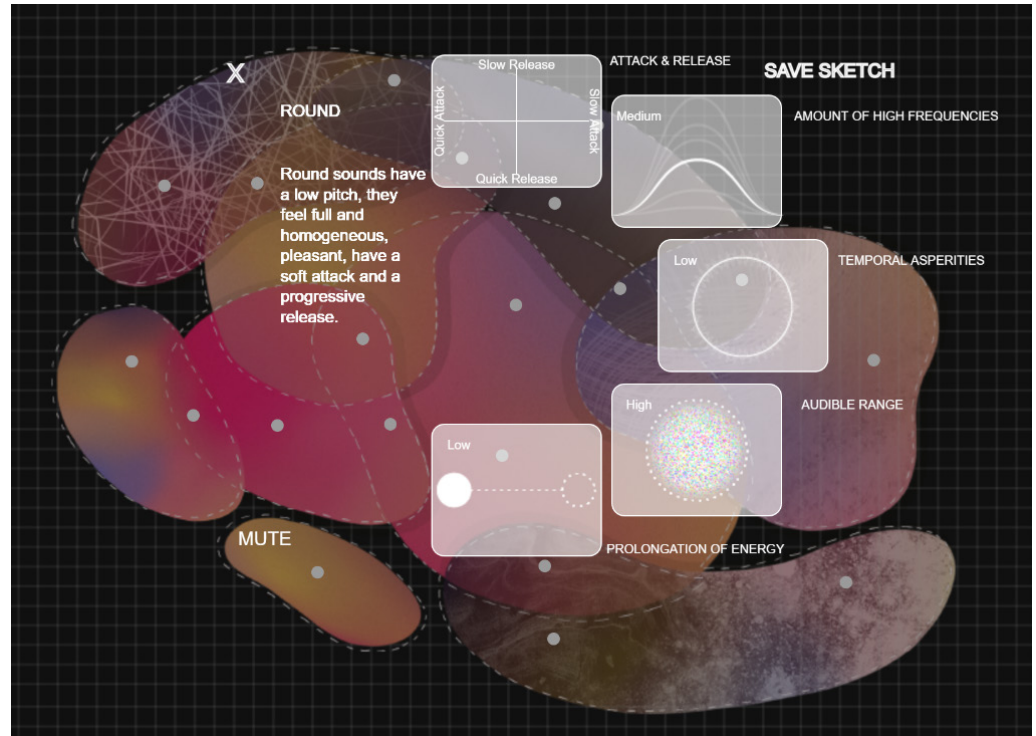 X
ROUND
Round sounds have
a low pitch, they
feel full and
homogeneous,
pleasant, have a
soft attack and a
progressive
release.
Slow Release
Quick Attack
Slow Attack
Quick Release
ATTACK & RELEASE
SAVE SKETCH
Medium
AMOUNT OF HIGH FREQUENCIES
Low
TEMPORAL ASPERITIES
High
AUDIBLE RANGE
Low
PROLONGATION OF ENERGY
MUTE